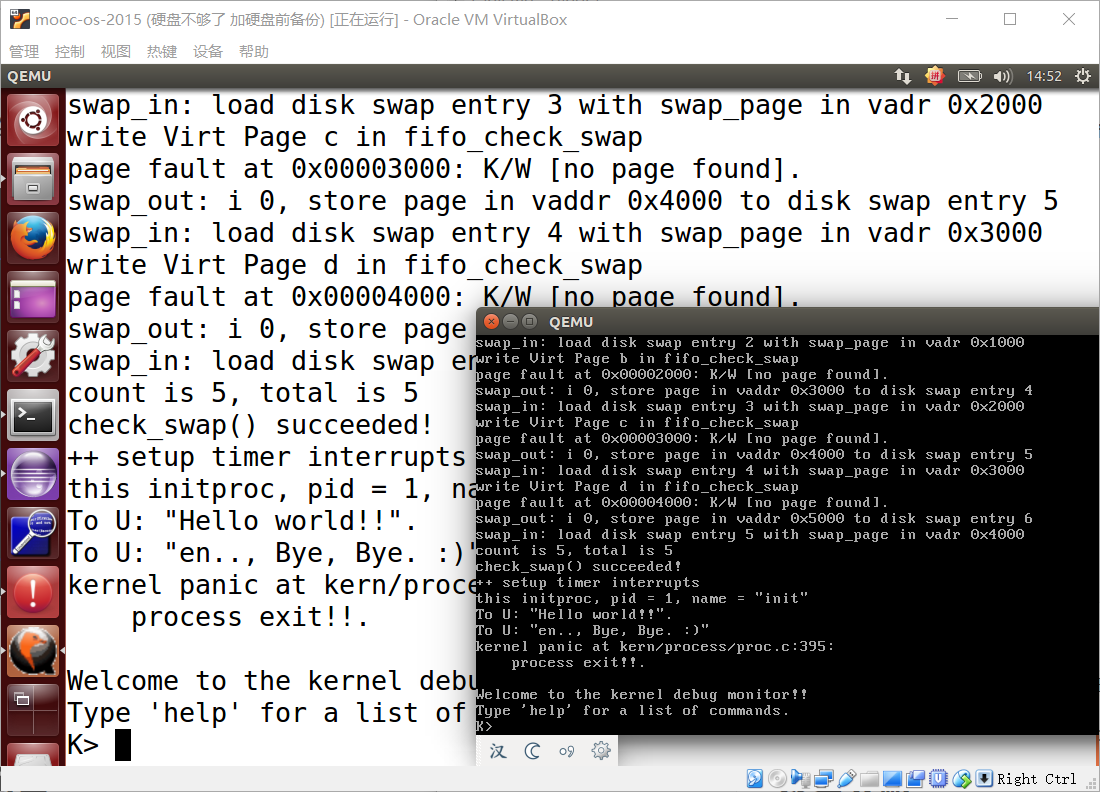 mooc-os-2015 (硬盘不够了 加硬盘前备份) [正在运行] - Oracle VM VirtualBox
管理 控制 视图 热键 设备 帮助
QEMU 拼 14:52
swap_in: load disk swap entry 3 with swap_page in vadr 0x2000
write Virt Page c in fifo_check_swap
page fault at 0x00003000: K/W [no page found].
swap_out: i 0, store page in vaddr 0x4000 to disk swap entry 5
swap_in: load disk swap entry 4 with swap_page in vadr 0x3000
write Virt Page d in fifo_check_swap
page fault at 0x00004000: K/W [no page found].
swap_out: i 0, store page
swap_in: load disk swap en
count is 5, total is 5
check_swap() succeeded!
++ setup timer interrupts
this initproc, pid = 1, na
To U: "Hello world!!".
To U: "en.., Bye, Bye. :)"
kernel panic at kern/proce
    process exit!!.
Welcome to the kernel debu
Type 'help' for a list of
K>
QEMU
swap_in: load disk swap entry 2 with swap_page in vadr 0x1000
write Virt Page b in fifo_check_swap
page fault at 0x00002000: K/W [no page found].
swap_out: i 0, store page in vaddr 0x3000 to disk swap entry 4
swap_in: load disk swap entry 3 with swap_page in vadr 0x2000
write Virt Page c in fifo_check_swap
page fault at 0x00003000: K/W [no page found].
swap_out: i 0, store page in vaddr 0x4000 to disk swap entry 5
swap_in: load disk swap entry 4 with swap_page in vadr 0x3000
write Virt Page d in fifo_check_swap
page fault at 0x00004000: K/W [no page found].
swap_out: i 0, store page in vaddr 0x5000 to disk swap entry 6
swap_in: load disk swap entry 5 with swap_page in vadr 0x4000
count is 5, total is 5
check_swap() succeeded!
++ setup timer interrupts
this initproc, pid = 1, name = "init"
To U: "Hello world!!".
To U: "en.., Bye, Bye. :)"
kernel panic at kern/process/proc.c:395:
    process exit!!.
Welcome to the kernel debug monitor!!
Type 'help' for a list of commands.
K>
汉
Right Ctrl